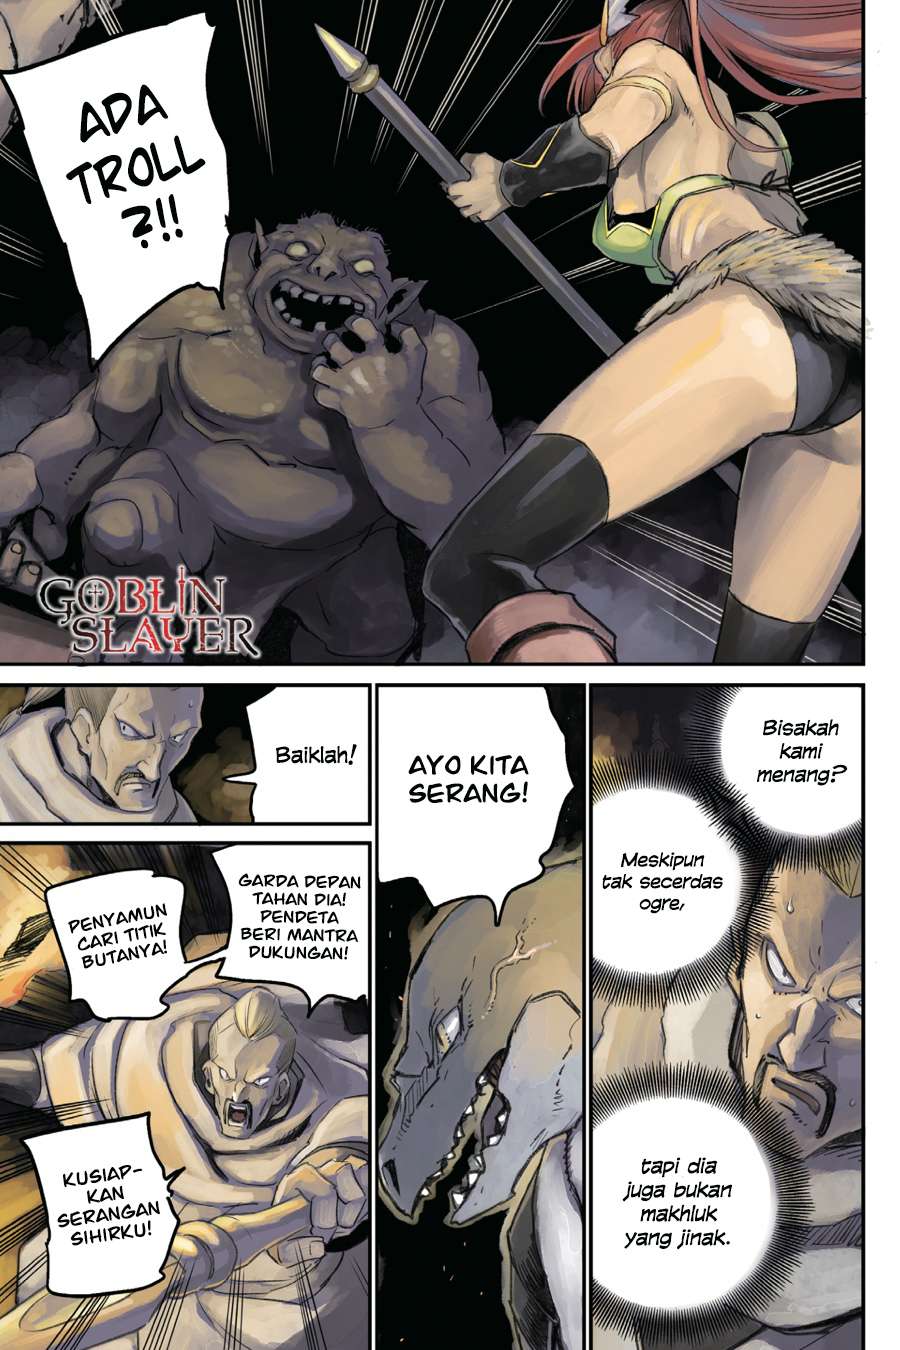 ADA
TROLL
?!!
GOBLIN
SLAYER
Bisakah
kami
menang?
Meskipun
tak secerdas
ogre,
tapi dia
juga bukan
makhluk
yang jinak.
AYO KITA
SERANG!
Baiklah!
GARDA DEPAN
TAHAN DIA!
PENDETA
BERI MANTRA
DUKUNGAN!
PENYAMUN
CARI TITIK
BUTANYA!
KUSIAP-
KAN
SERANGAN
SIHIRKU!